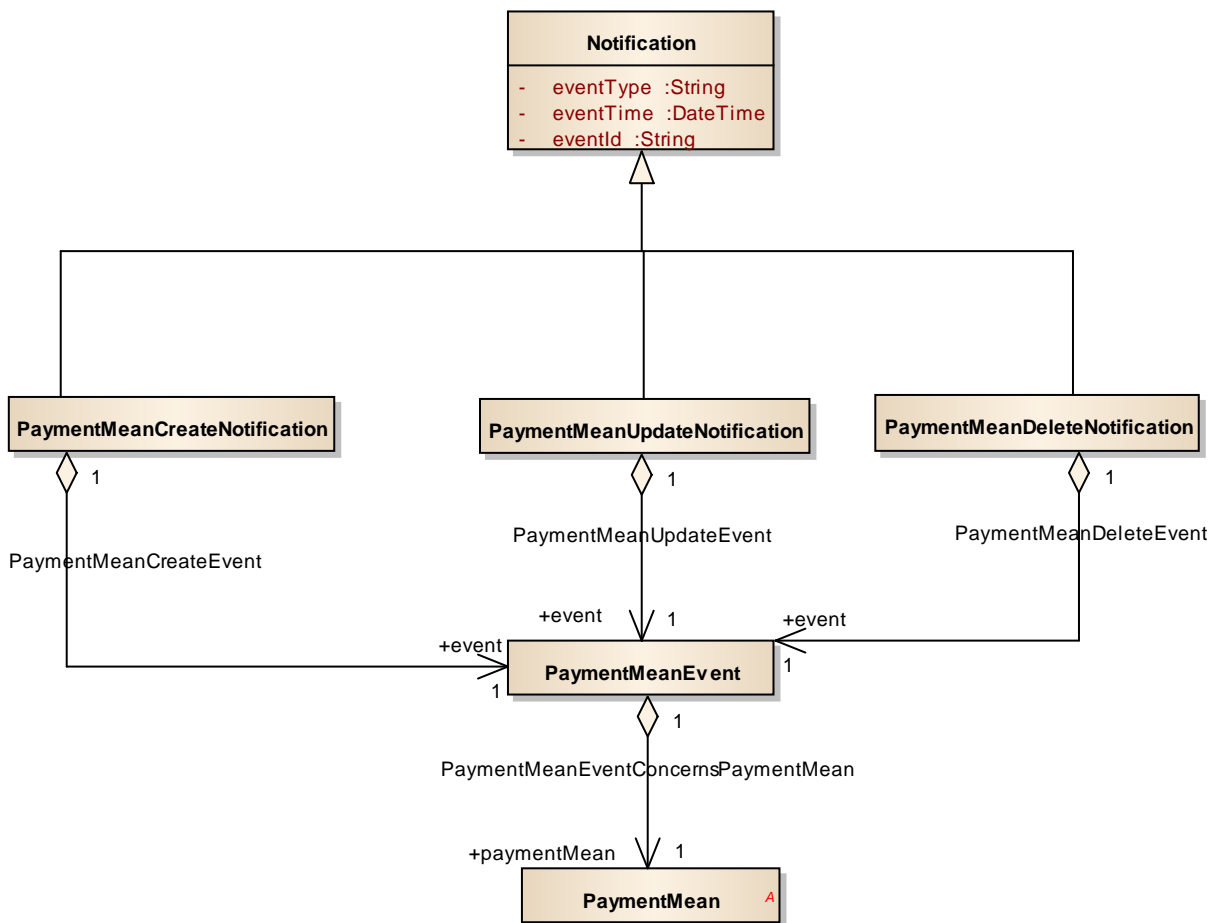 Notification
- eventType :String
- eventTime :DateTime
- eventId :String
PaymentMeanCreateNotification
PaymentMeanUpdateNotification
PaymentMeanDeleteNotification
1
1
1
PaymentMeanCreateEvent
PaymentMeanUpdateEvent
PaymentMeanDeleteEvent
+event
1
+event
1
+event
1
PaymentMeanEvent
1
PaymentMeanEventConcernsPaymentMean
+paymentMean
1
PaymentMean
A